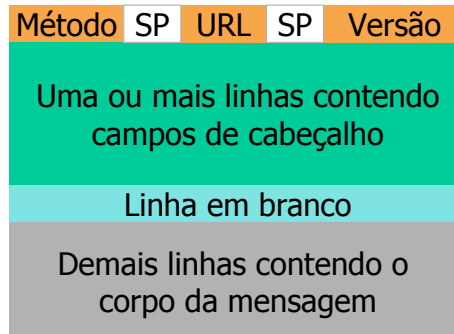 Método SP URL SP Versão
Uma ou mais linhas contendo
campos de cabeçalho
Linha em branco
Demais linhas contendo o
corpo da mensagem